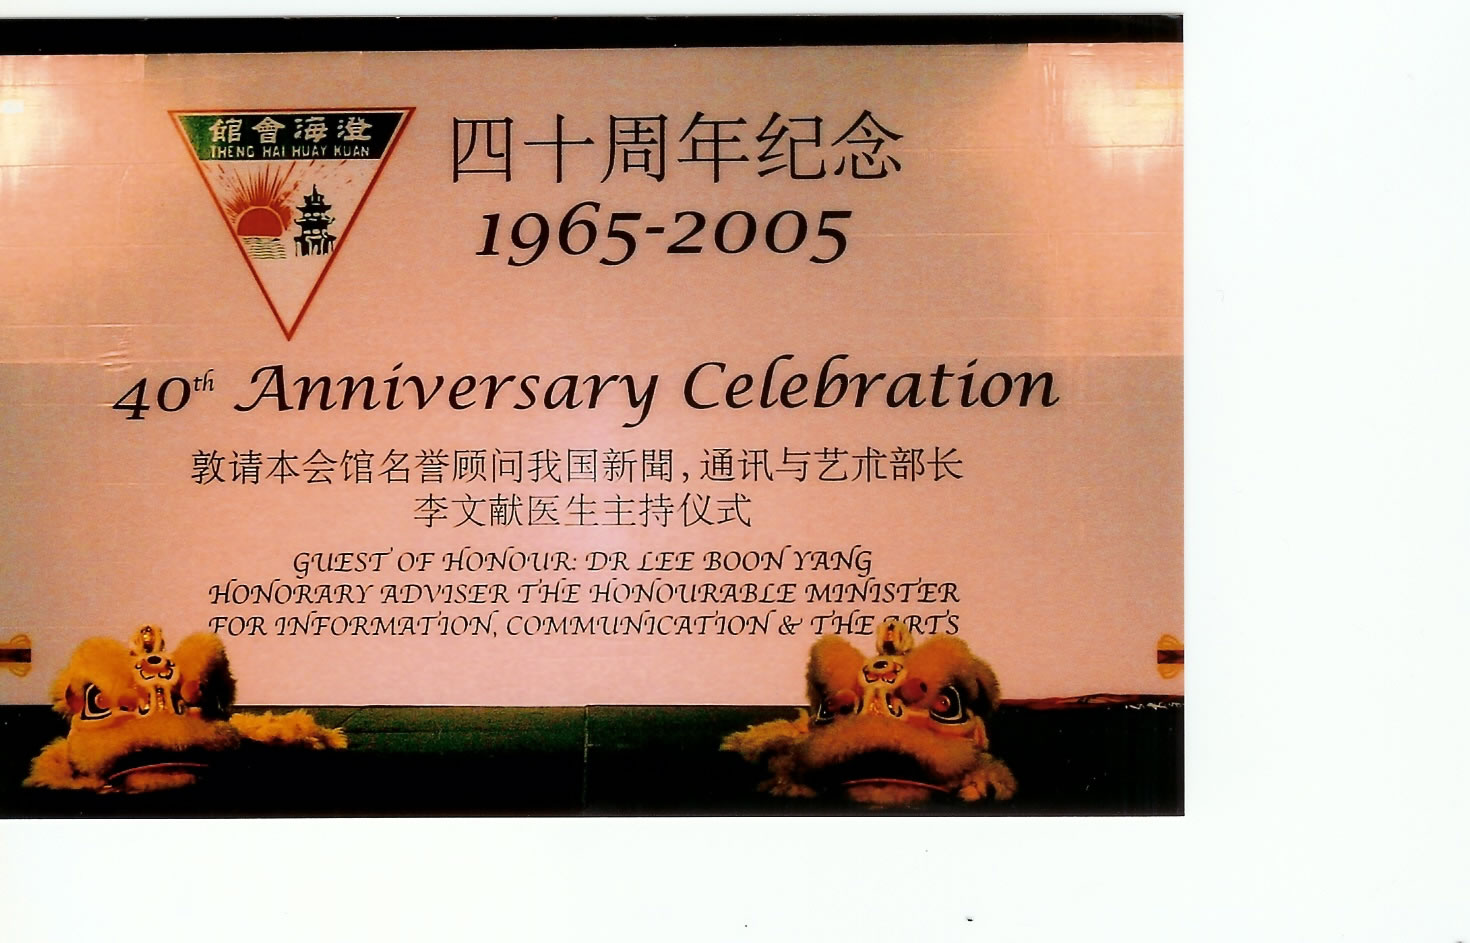 館會海澄
THENG HAI HUAY KUAN
四十周年纪念
1965-2005
40th Anniversary Celebration
敦请本会馆名誉顾问我国新聞,通讯与艺术部长
李文献医生主持仪式
GUEST OF HONOUR: DR LEE BOON YANG
HONORARY ADVISER THE HONOURABLE MINISTER
FOR INFORMATION, COMMUNICATION & THE ARTS